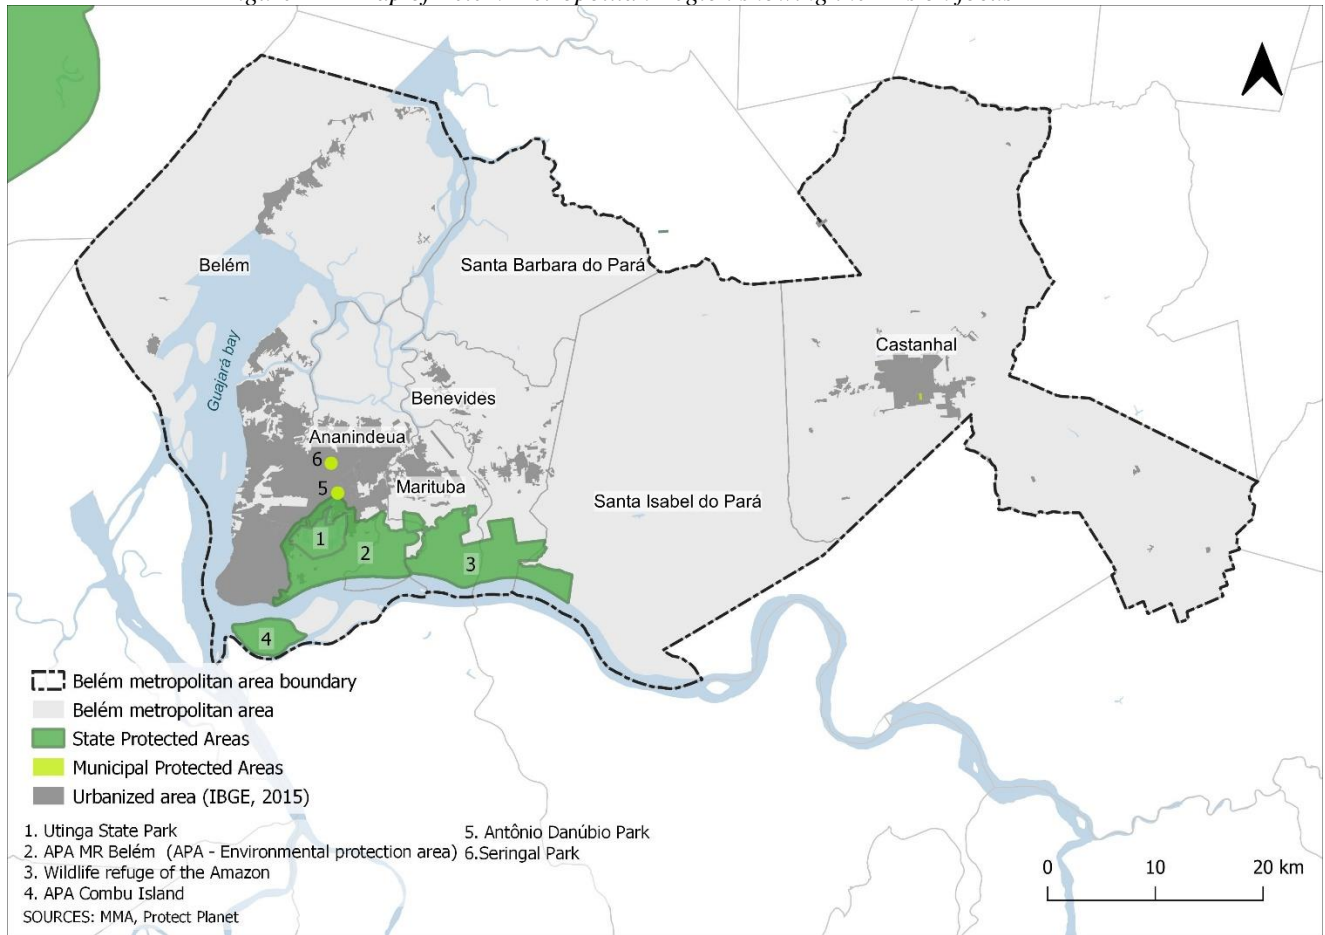 Belém
Santa Barbara do Pará
Guajará bay
Castanhal
Benevides
Ananindeua
6
5
Marituba
Santa Isabel do Pará
1
2
3
4
Belém metropolitan area boundary
Belém metropolitan area
State Protected Areas
Municipal Protected Areas
Urbanized area (IBGE, 2015)
1. Utinga State Park
2. APA MR Belém (APA - Environmental protection area)
3. Wildlife refuge of the Amazon
4. APA Combu Island
5. Antônio Danúbio Park
6.Seringal Park
SOURCES: MMA, Protect Planet
0 10 20 km